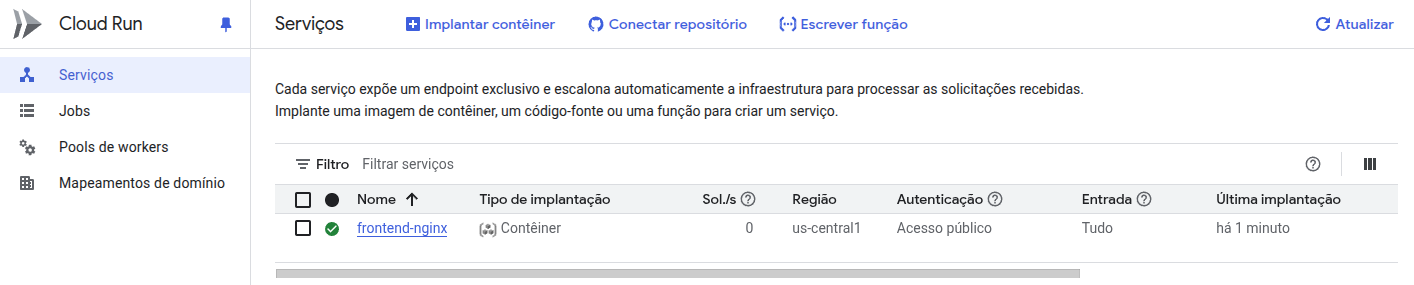 Cloud Run
Serviços
Implantar contêiner
Conectar repositório
Escrever função
Atualizar
Serviços
Jobs
Pools de workers
Mapeamentos de domínio
Cada serviço expõe um endpoint exclusivo e escalona automaticamente a infraestrutura para processar as solicitações recebidas.
Implante uma imagem de contêiner, um código-fonte ou uma função para criar um serviço.
Filtro Filtrar serviços
Nome Tipo de implantação Sol./s Região Autenticação Entrada Última implantação
frontend-nginx Contêiner 0 us-central1 Acesso público Tudo há 1 minuto